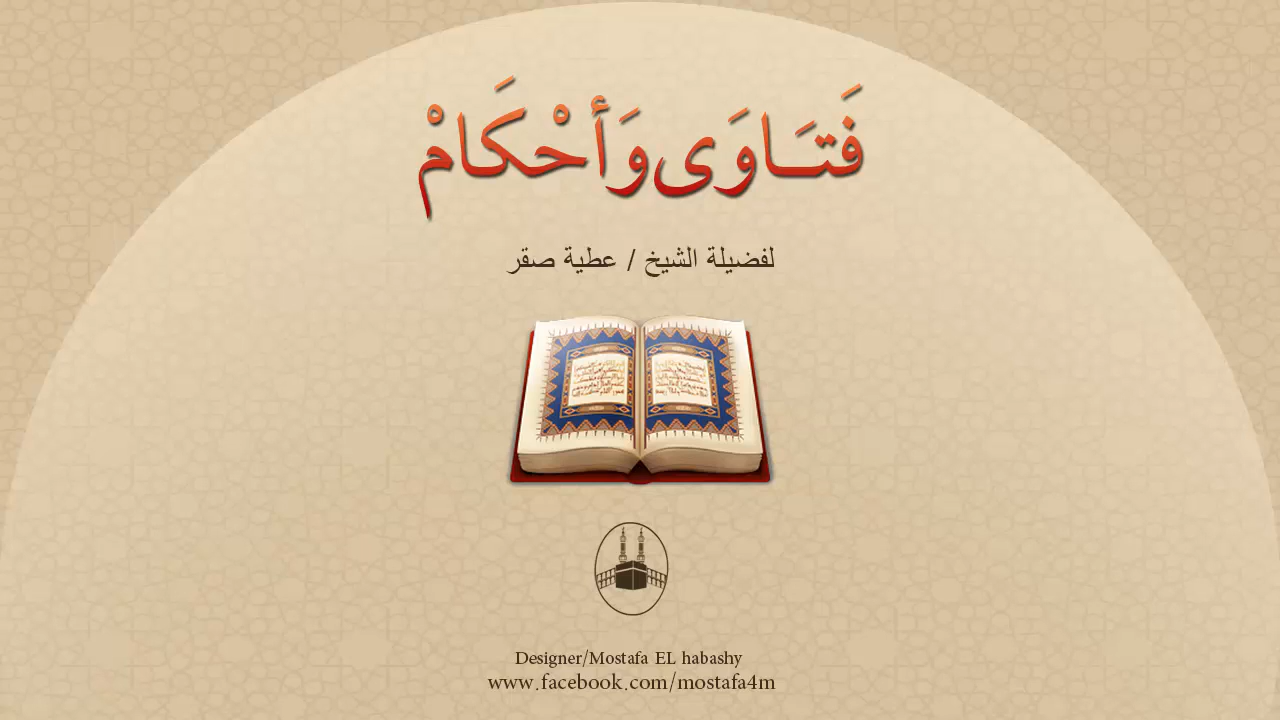 فَتَاوَى وَأَحْكَامْ
لفضيلة الشيخ / عطية صقر
Designer/Mostafa EL habashy
www.facebook.com/mostafa4m